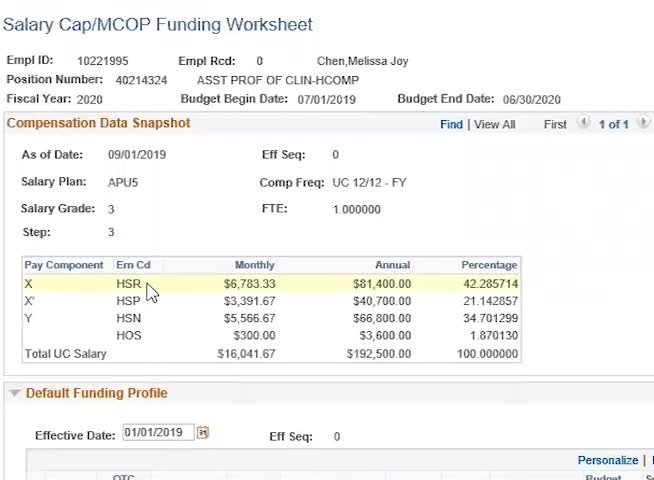 Salary Cap/MCOP Funding Worksheet
Empl ID: 10221995 Empl Rcd: 0 Chen,Melissa Joy
Position Number: 40214324 ASST PROF OF CLIN-HCOMP
Fiscal Year: 2020 Budget Begin Date: 07/01/2019 Budget End Date: 06/30/2020
Compensation Data Snapshot Find | View All First 1 of 1
As of Date: 09/01/2019 Eff Seq: 0
Salary Plan: APU5 Comp Freq: UC 12/12 - FY
Salary Grade: 3 FTE: 1.000000
Step: 3
Pay Component Ern Cd Monthly Annual Percentage
X HSR $6,783.33 $81,400.00 42.285714
X' HSP $3,391.67 $40,700.00 21.142857
Y HSN $5,566.67 $66,800.00 34.701299
HOS $300.00 $3,600.00 1.870130
Total UC Salary $16,041.67 $192,500.00 100.000000
Default Funding Profile
Effective Date: 01/01/2019 31 Eff Seq: 0
Personalize |
OTC Budget